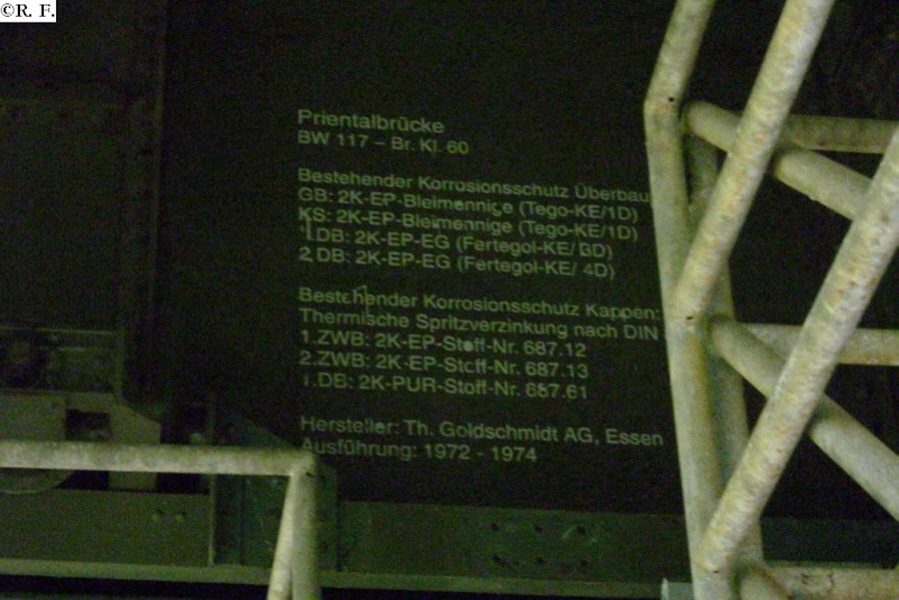 ©R. F.
Prientalbrücke
BW 117 – Br. Kl. 60
Bestehender Korrosionsschutz Überbau
GB: 2K-EP-Bleimennige (Tego-KE/1D)
KS: 2K-EP-Bleimennige (Tego-KE/1D)
1.DB: 2K-EP-EG (Fertegol-KE/ 3D)
2.DB: 2K-EP-EG (Fertegol-KE/ 4D)
Bestehender Korrosionsschutz Kappen:
Thermische Spritzverzinkung nach DIN
1.ZWB: 2K-EP-Stoff-Nr. 687.12
2.ZWB: 2K-EP-Stoff-Nr. 687.13
1.DB: 2K-PUR-Stoff-Nr. 687.61
Hersteller: Th. Goldschmidt AG, Essen
Ausführung: 1972 - 1974